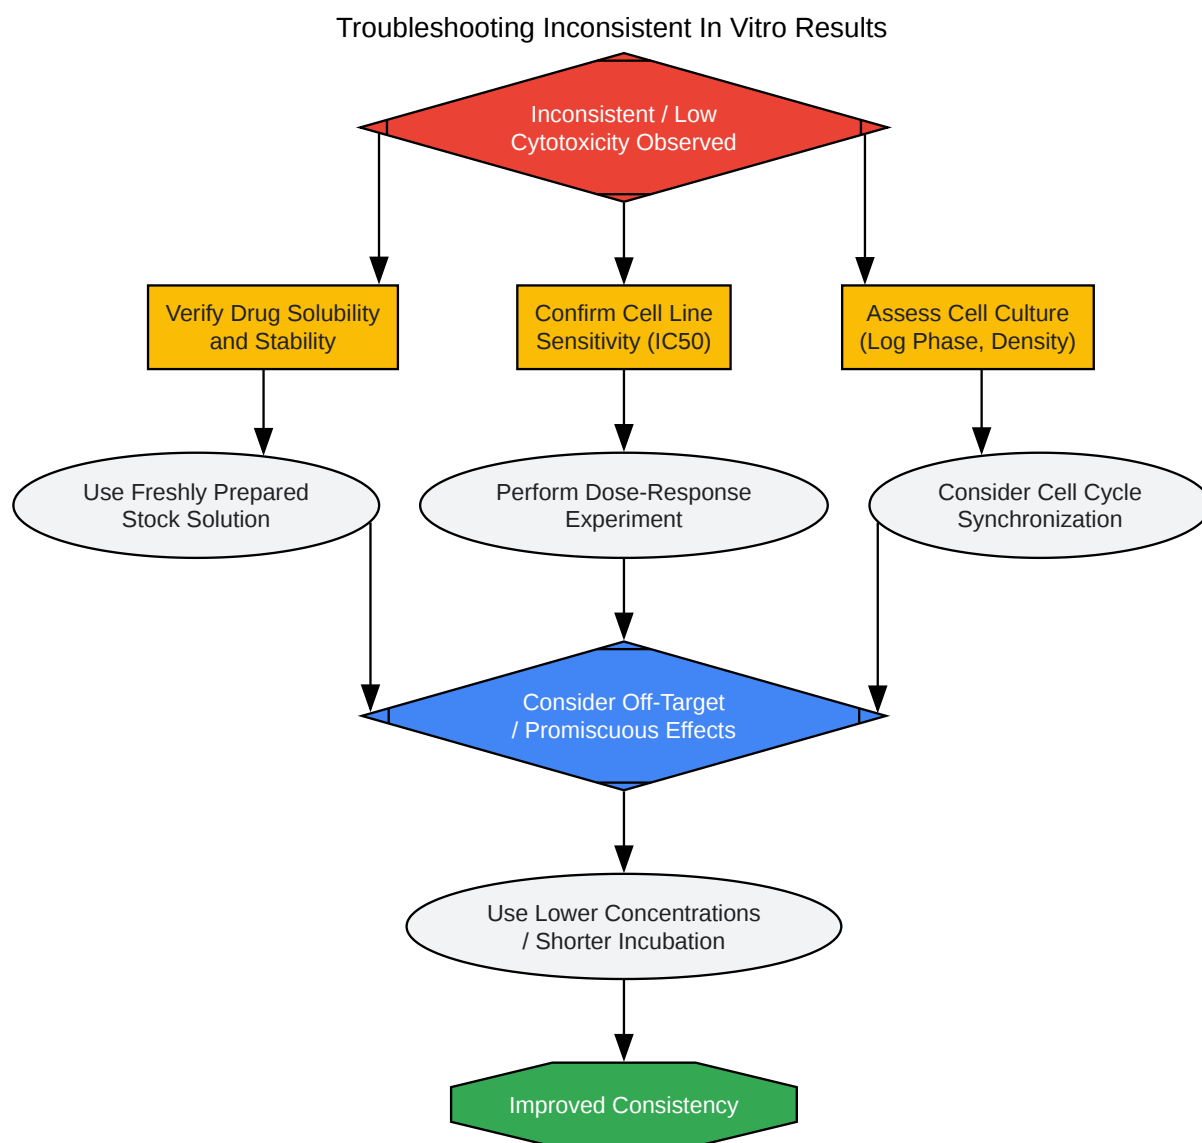 Troubleshooting Inconsistent In Vitro Results
Inconsistent / Low
Cytotoxicity Observed
Verify Drug Solubility
and Stability
Confirm Cell Line
Sensitivity (IC50)
Assess Cell Culture
(Log Phase, Density)
Use Freshly Prepared
Stock Solution
Perform Dose-Response
Experiment
Consider Cell Cycle
Synchronization
Consider Off-Target
/ Promiscuous Effects
Use Lower Concentrations
/ Shorter Incubation
Improved Consistency